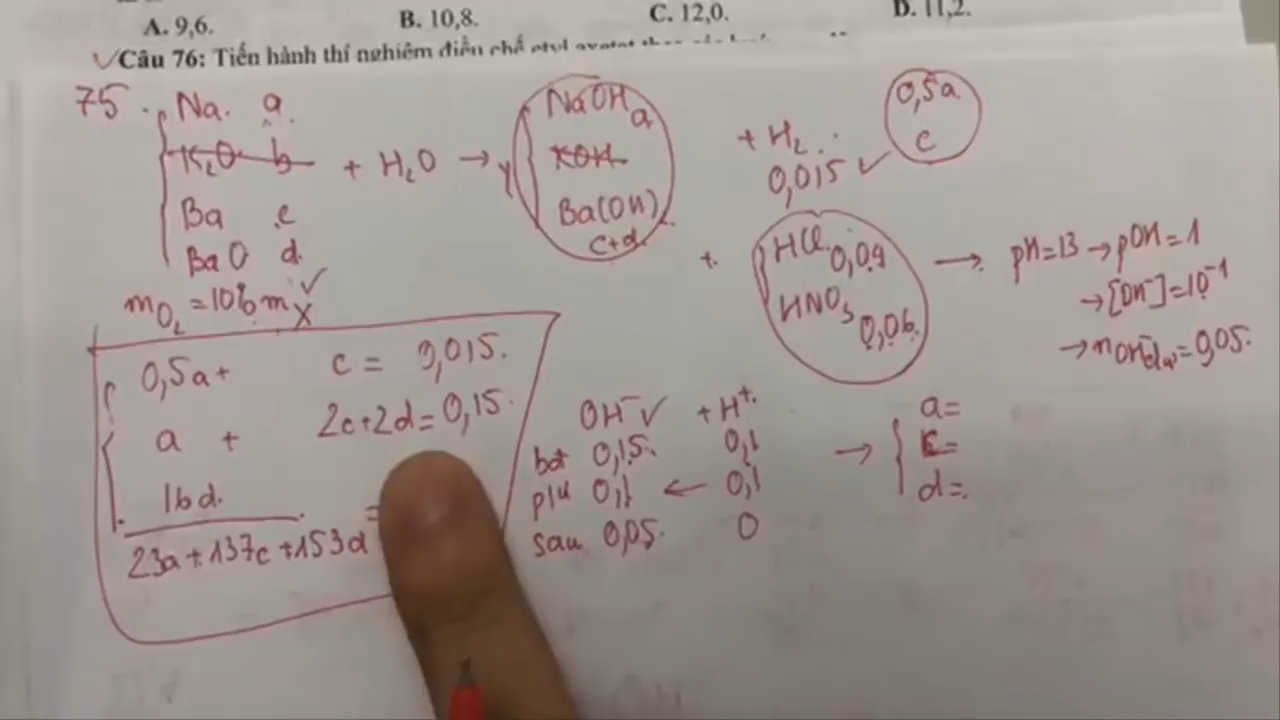 A. 9,6. B. 10,8. C. 12,0. D. 11,2.
Câu 76: Tiến hành thí nghiệm điều chế etyl axetat
75. Na a
K₂O b
Ba c
BaO d
+ H₂O →
Y
NaOH a
KOH
Ba(OH)₂
c+d
+ H₂
0,015
0,5a
c
+ HCl 0,04
HNO₃ 0,06
→ pH=13 → pOH=1
→ [OH⁻]=10⁻¹
→ nOH⁻dư=0,05.
mO₂ = 10% mX
0,5a + c = 0,015.
a + 2c+2d = 0,15.
16d.
23a + 137c + 153d =
OH⁻ + H⁺
0,15. 0,1
0,1 ← 0,1
sau 0,05. 0
→ a=
c=
d=.